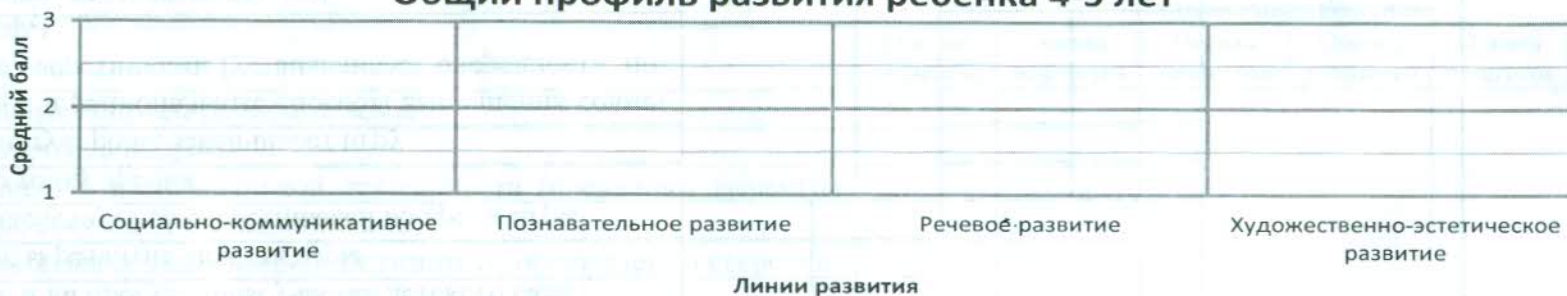 Общий профиль развития ребенка 4-5 лет
3
Средний балл
2
1
Социально-коммуникативное
развитие
Познавательное развитие
Речевое развитие
Художественно-эстетическое
развитие
Линии развития